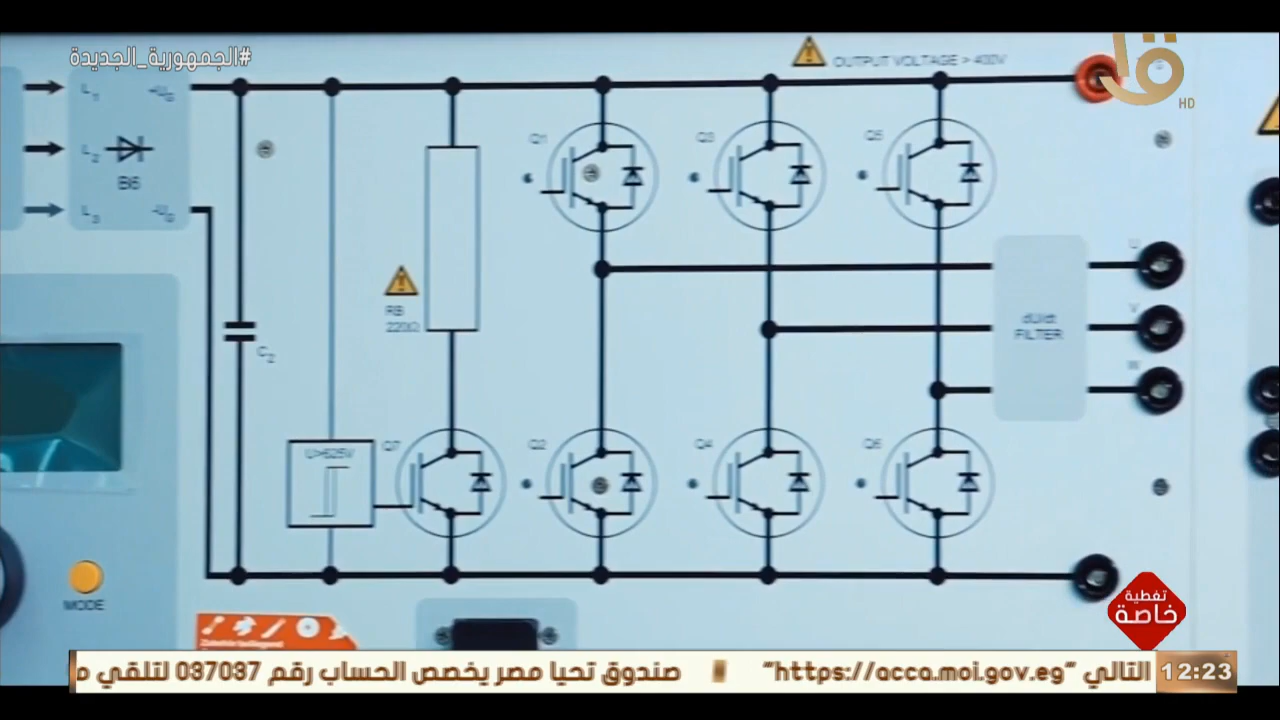 #الجمهورية_الجديدة
OUTPUT VOLTAGE > 400V
HD
L1
-UG
L2
B6
L3
-UG
Q1
Q3
Q5
RB
220Ω
C2
U
V
W
dU/dt
FILTER
U>625V
Q7
Q2
Q4
Q6
MODE
تغطية
خاصة
التالي “https://acca.moi.gov.eg” صندوق تحيا مصر يخصص الحساب رقم 037037 لتلقي
12:23